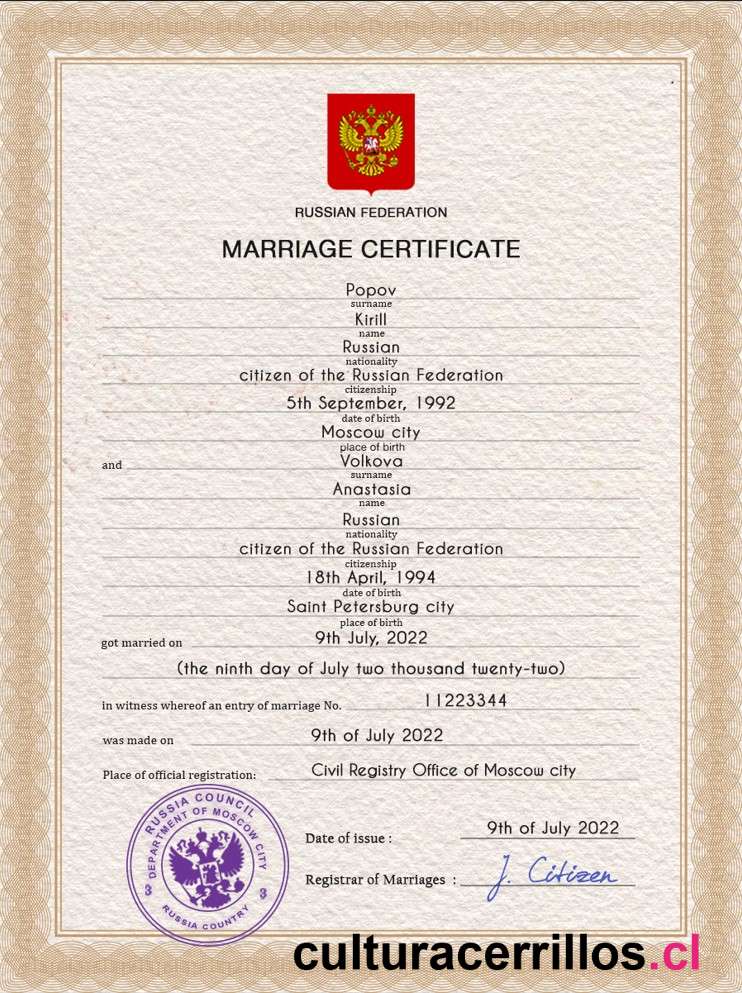 RUSSIAN FEDERATION
MARRIAGE CERTIFICATE
Popov
surname
Kirill
name
Russian
nationality
citizen of the Russian Federation
citizenship
5th September, 1992
date of birth
Moscow city
place of birth
and Volkova
surname
Anastasia
name
Russian
nationality
citizen of the Russian Federation
citizenship
18th April, 1994
date of birth
Saint Petersburg city
place of birth
got married on 9th July, 2022
(the ninth day of July two thousand twenty-two)
in witness whereof an entry of marriage No. 11223344
was made on 9th of July 2022
Place of official registration: Civil Registry Office of Moscow city
RUSSIA COUNCIL
DEPARTMENT OF MOSCOW CITY
3 3
RUSSIA COUNTRY
Date of issue : 9th of July 2022
Registrar of Marriages : J. Citizen
culturacerrillos.cl